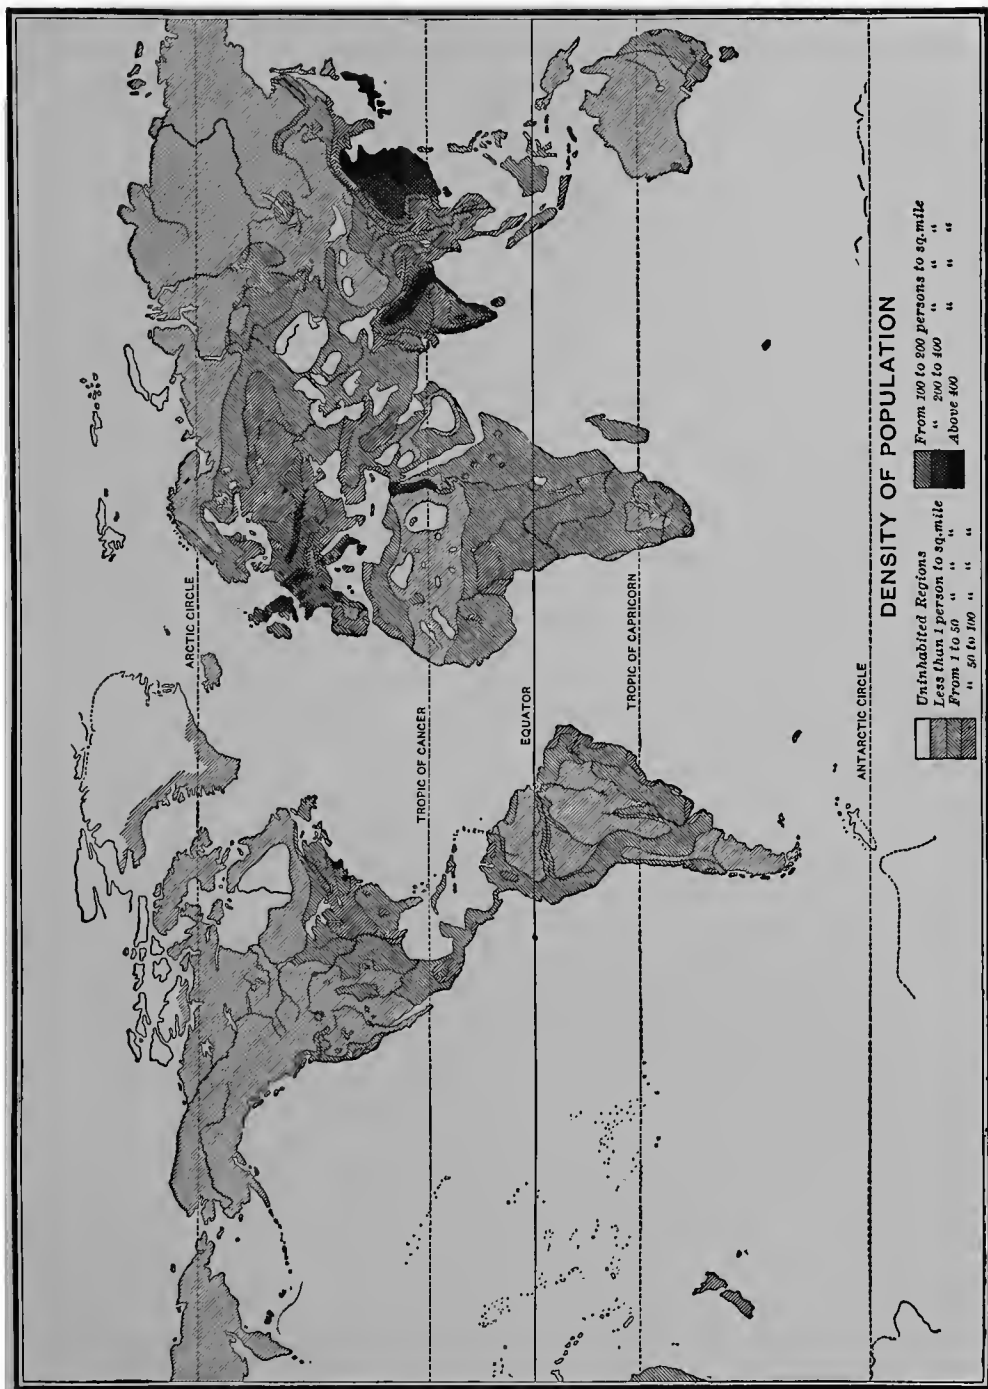 ARCTIC CIRCLE
TROPIC OF CANCER
EQUATOR
TROPIC OF CAPRICORN
ANTARCTIC CIRCLE
DENSITY OF POPULATION
Uninhabited Regions
Less than 1 person to sq.mile
From 1 to 50 " " "
" 50 to 100 " " "
From 100 to 200 persons to sq.mile
" 200 to 400 " " "
Above 400 " " "